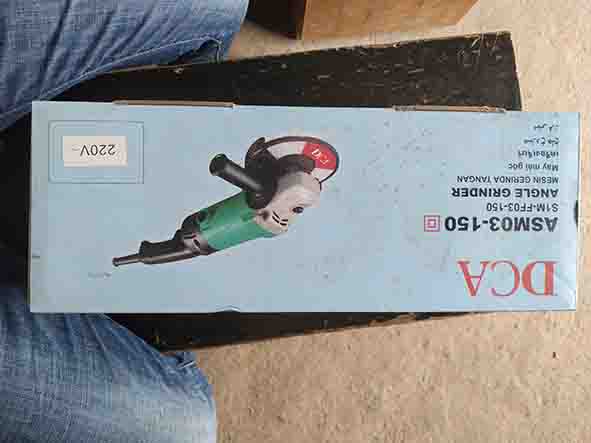 DCA
ASM03-150
S1M-FF03-150
ANGLE GRINDER
MESIN GERINDA TANGAN
Máy mài góc
220V~